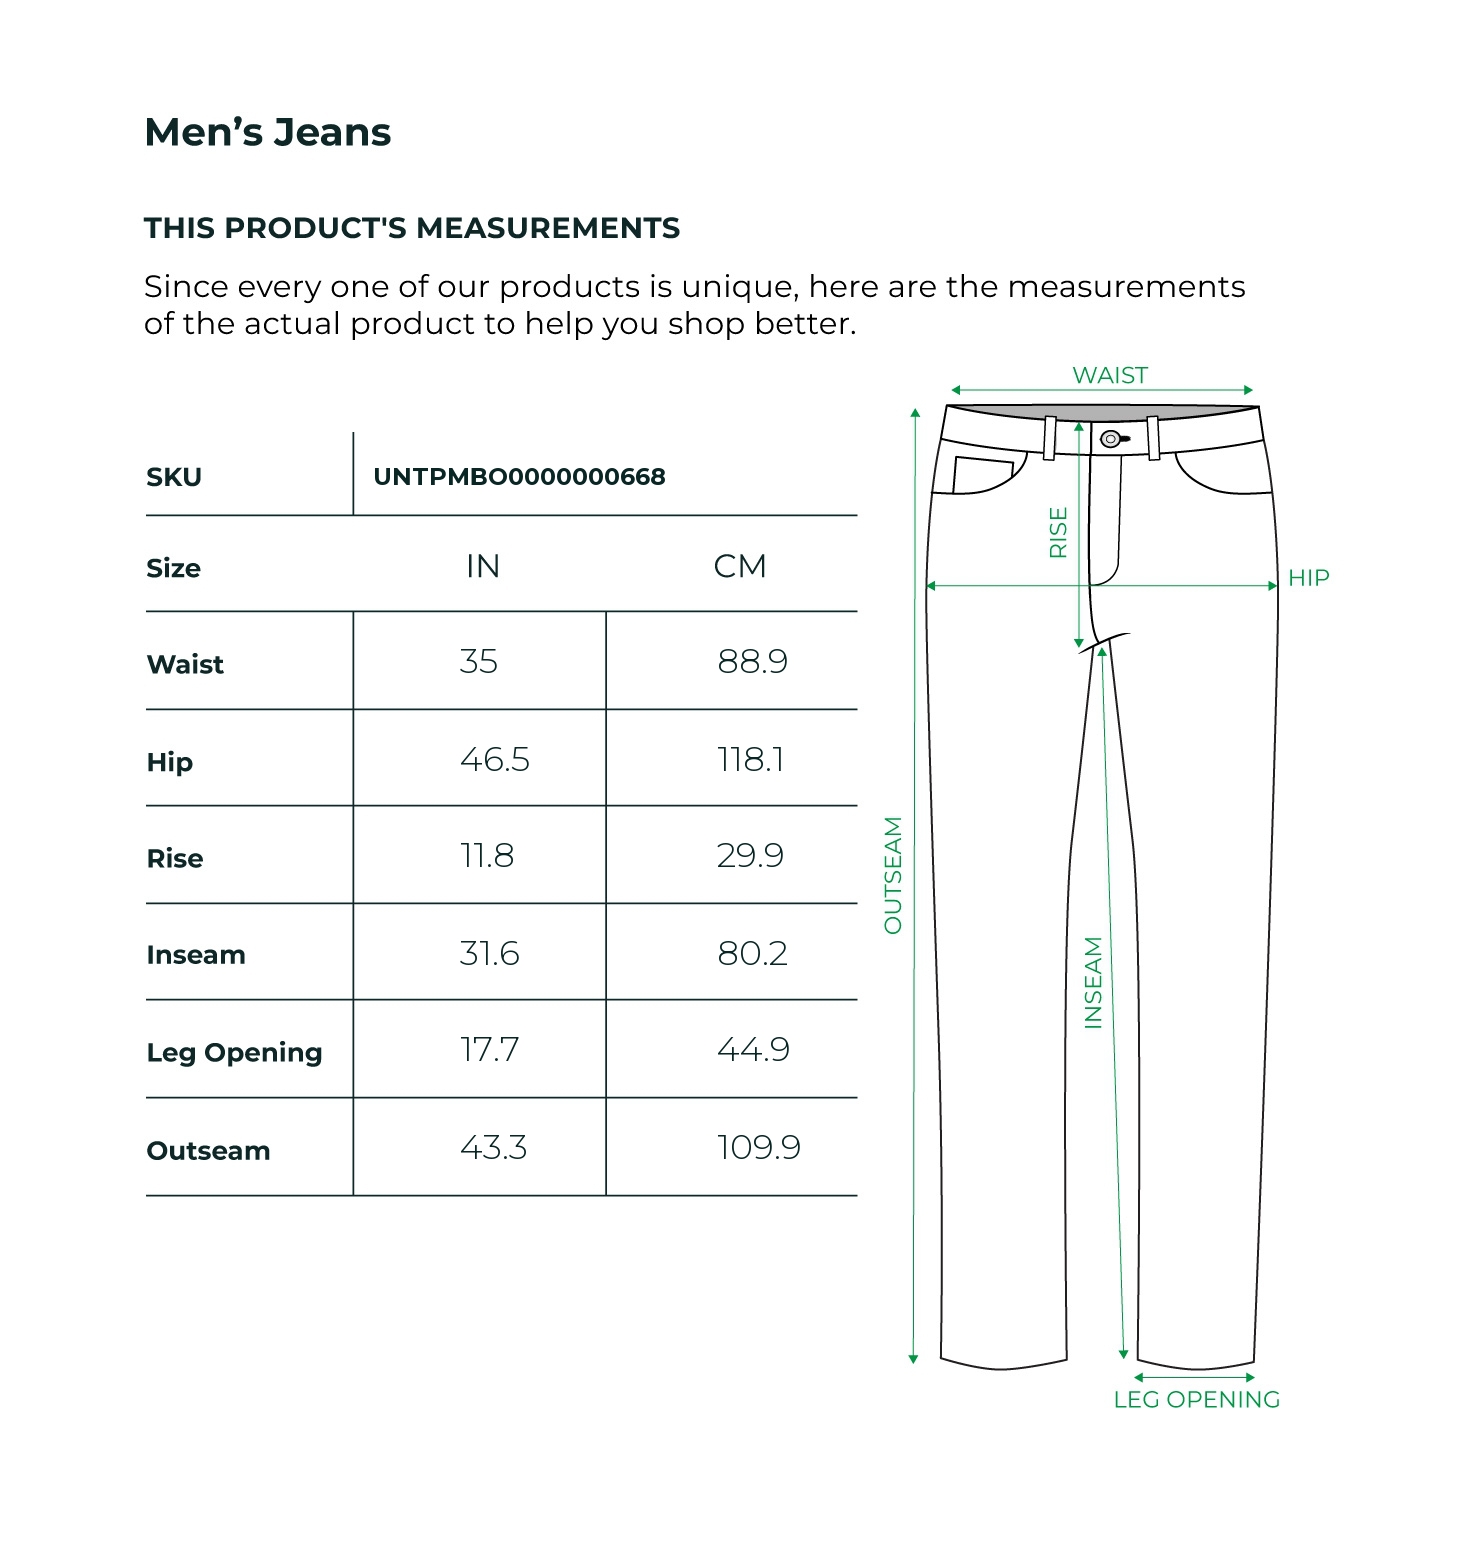 Men’s Jeans
THIS PRODUCT'S MEASUREMENTS
Since every one of our products is unique, here are the measurements
of the actual product to help you shop better.
SKU UNTPMBO0000000668
Size IN CM
Waist 35 88.9
Hip 46.5 118.1
Rise 11.8 29.9
Inseam 31.6 80.2
Leg Opening 17.7 44.9
Outseam 43.3 109.9
WAIST
RISE
HIP
OUTSEAM
INSEAM
LEG OPENING